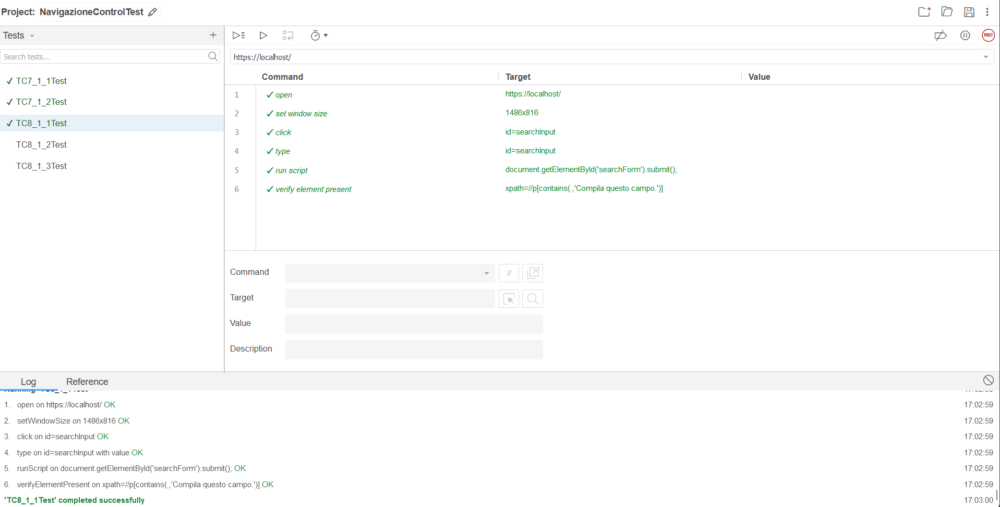 Project: NavigazioneControlTest
Tests
Search tests...
TC7_1_1Test
TC7_1_2Test
TC8_1_1Test
TC8_1_2Test
TC8_1_3Test
REC
https://localhost/
Command Target Value
1 open https://localhost/
2 set window size 1486x816
3 click id=searchInput
4 type id=searchInput
5 run script document.getElementById('searchForm').submit();
6 verify element present xpath=//p[contains(.,'Compila questo campo.')]
Command //
Target
Value
Description
Log Reference
1. open on https://localhost/ OK 17:02:59
2. setWindowSize on 1486x816 OK 17:02:59
3. click on id=searchInput OK 17:02:59
4. type on id=searchInput with value OK 17:02:59
5. runScript on document.getElementById('searchForm').submit(); OK 17:02:59
6. verifyElementPresent on xpath=//p[contains(.,'Compila questo campo.')] OK 17:02:59
'TC8_1_1Test' completed successfully 17:03:00